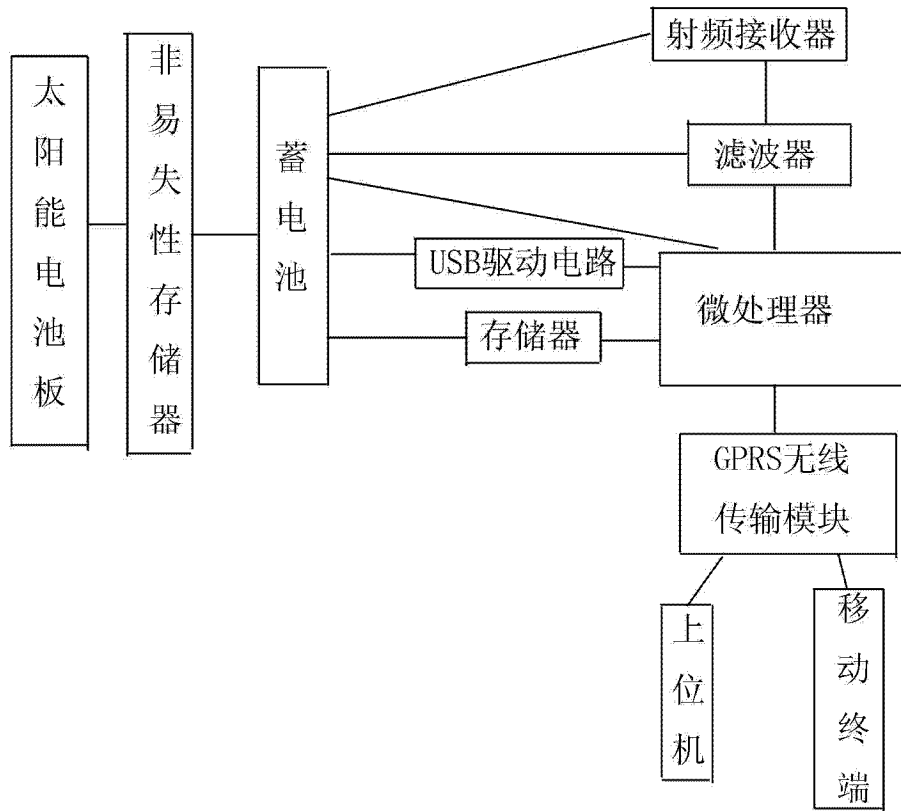 太阳能电池板
非易失性存储器
蓄电池
射频接收器
滤波器
USB驱动电路
存储器
微处理器
GPRS无线
传输模块
上位机
移动终端